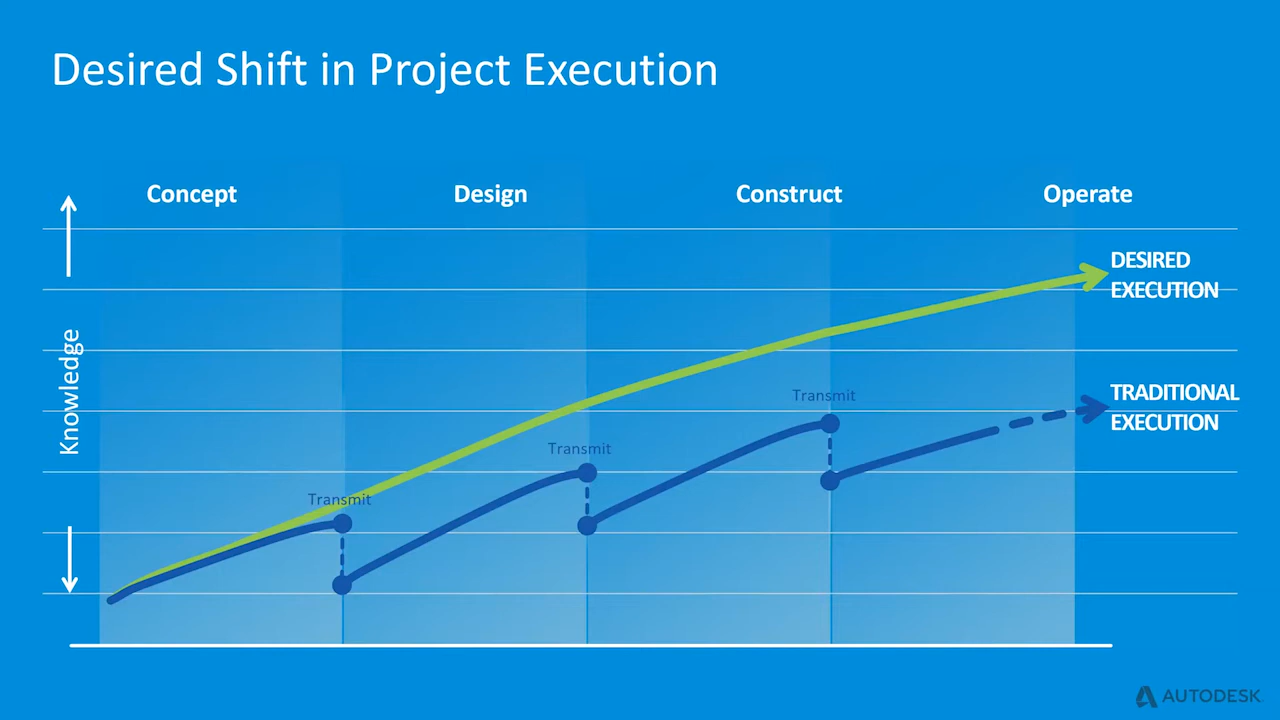 Desired Shift in Project Execution
Concept
Design
Construct
Operate
Knowledge
DESIRED
EXECUTION
TRADITIONAL
EXECUTION
Transmit
Transmit
Transmit
AUTODESK